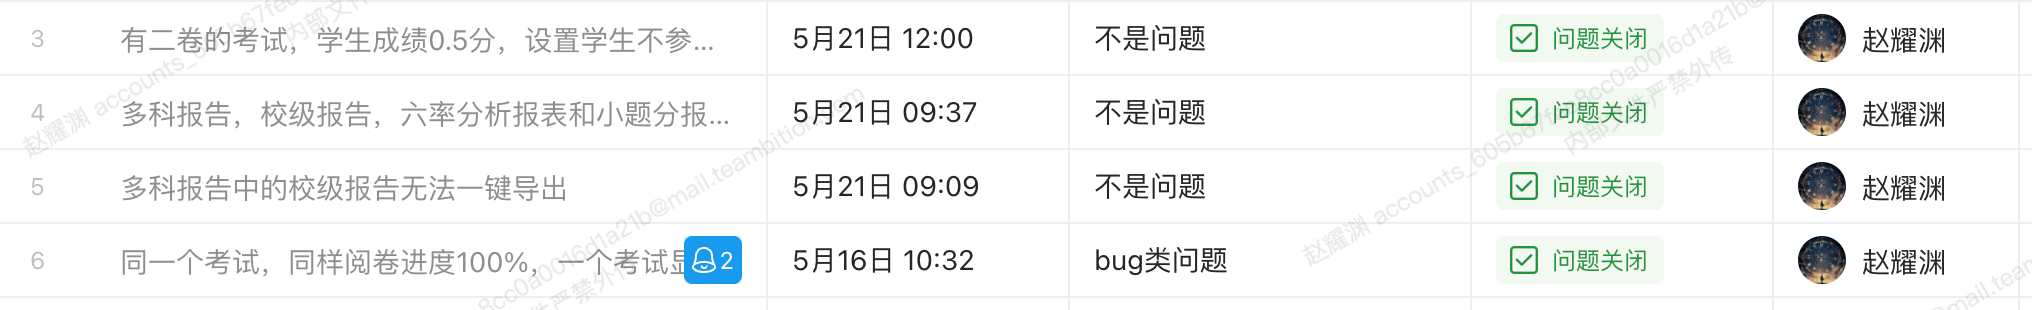 3 有二卷的考试，学生成绩0.5分，设置学生不参... 5月21日 12:00 不是问题 问题关闭 赵耀渊
4 多科报告，校级报告，六率分析报表和小题分报... 5月21日 09:37 不是问题 问题关闭 赵耀渊
5 多科报告中的校级报告无法一键导出 5月21日 09:09 不是问题 问题关闭 赵耀渊
6 同一个考试，同样阅卷进度100%，一个考试显 2 5月16日 10:32 bug类问题 问题关闭 赵耀渊
赵耀渊 accounts_605b67fe8cc0a0016d1a21b@mail.teambition.com
内部文件严禁外传